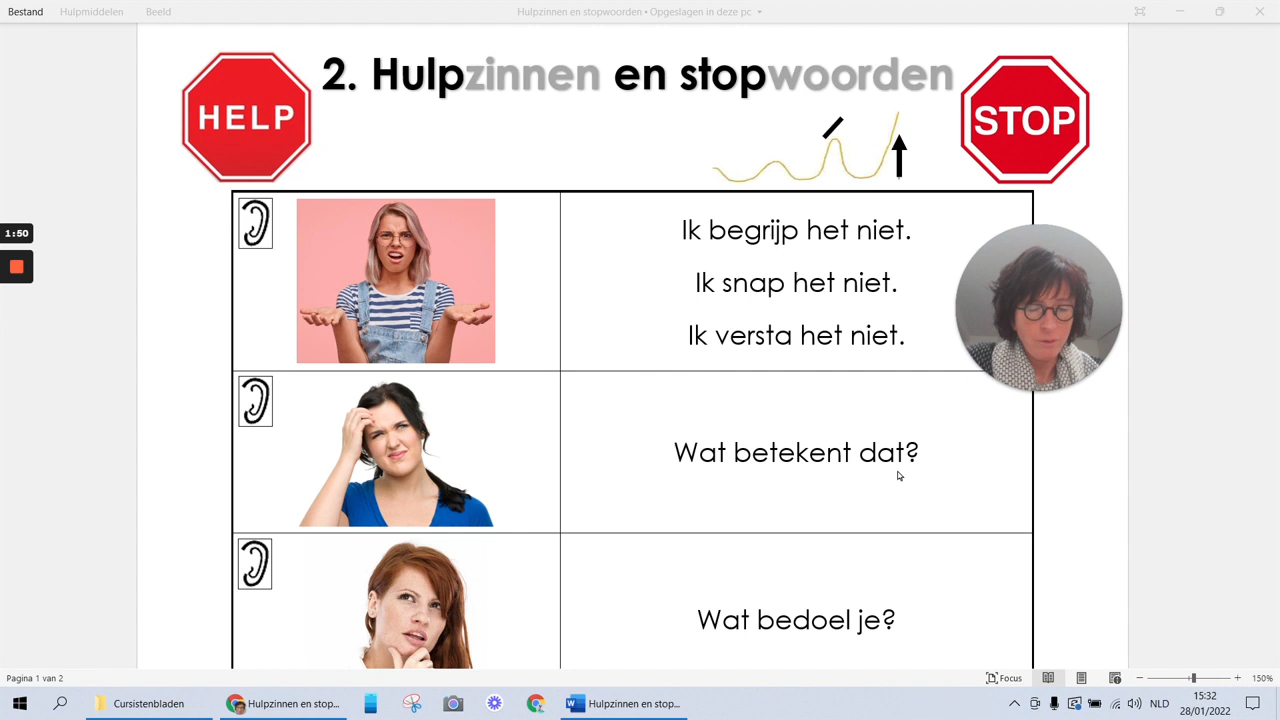 Bestand Hulpmiddelen Beeld Hulpzinnen en stopwoorden • Opgeslagen in deze pc
2. Hulpzinnen en stopwoorden
HELP
STOP
1:50
Ik begrijp het niet.
Ik snap het niet.
Ik versta het niet.
Wat betekent dat?
Wat bedoel je?
Pagina 1 van 2 Focus 150%
Cursistenbladen Hulpzinnen en stop... Hulpzinnen en stop... NLD 15:32
28/01/2022